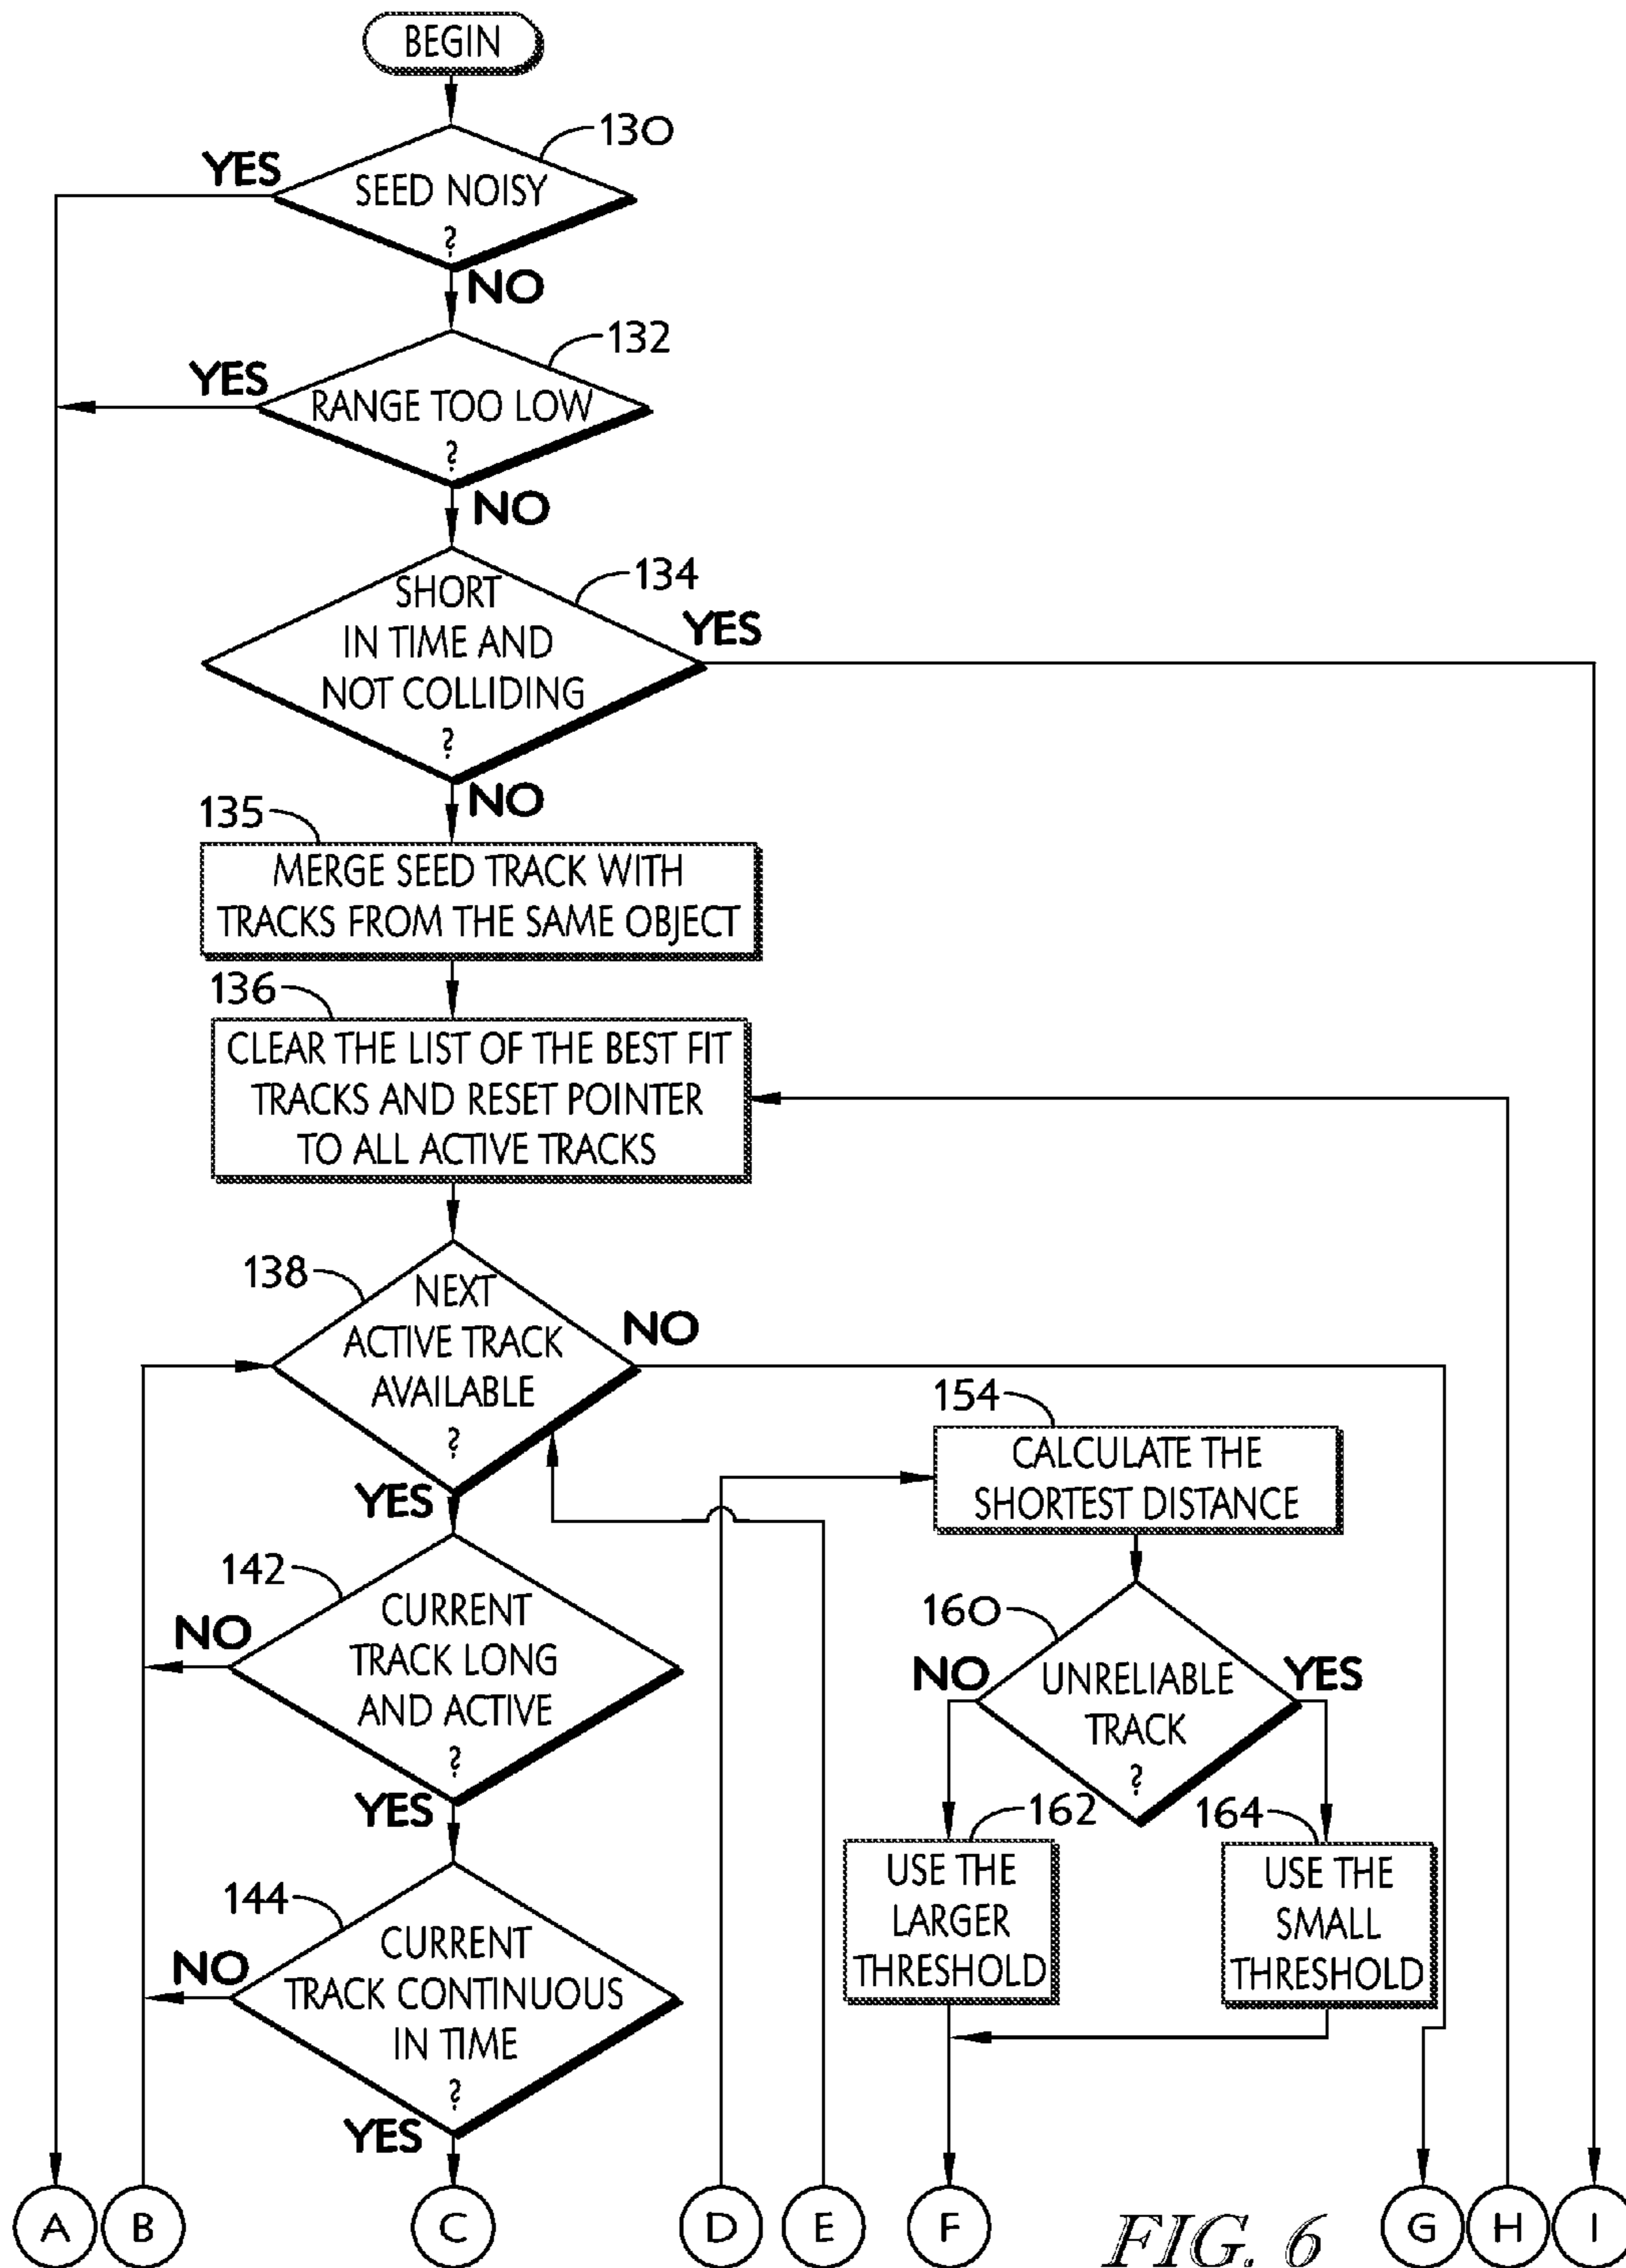 BEGIN
130
YES
SEED NOISY
?
NO
132
YES
RANGE TOO LOW
?
NO
134
SHORT
IN TIME AND
NOT COLLIDING
?
YES
NO
135
MERGE SEED TRACK WITH
TRACKS FROM THE SAME OBJECT
136
CLEAR THE LIST OF THE BEST FIT
TRACKS AND RESET POINTER
TO ALL ACTIVE TRACKS
138
NEXT
ACTIVE TRACK
AVAILABLE
?
NO
YES
142
CURRENT
TRACK LONG
AND ACTIVE
?
NO
YES
144
CURRENT
TRACK CONTINUOUS
IN TIME
?
NO
YES
154
CALCULATE THE
SHORTEST DISTANCE
160
UNRELIABLE
TRACK
?
NO
YES
162
USE THE
LARGER
THRESHOLD
164
USE THE
SMALL
THRESHOLD
A
B
C
D
E
F
G
H
I
FIG. 6